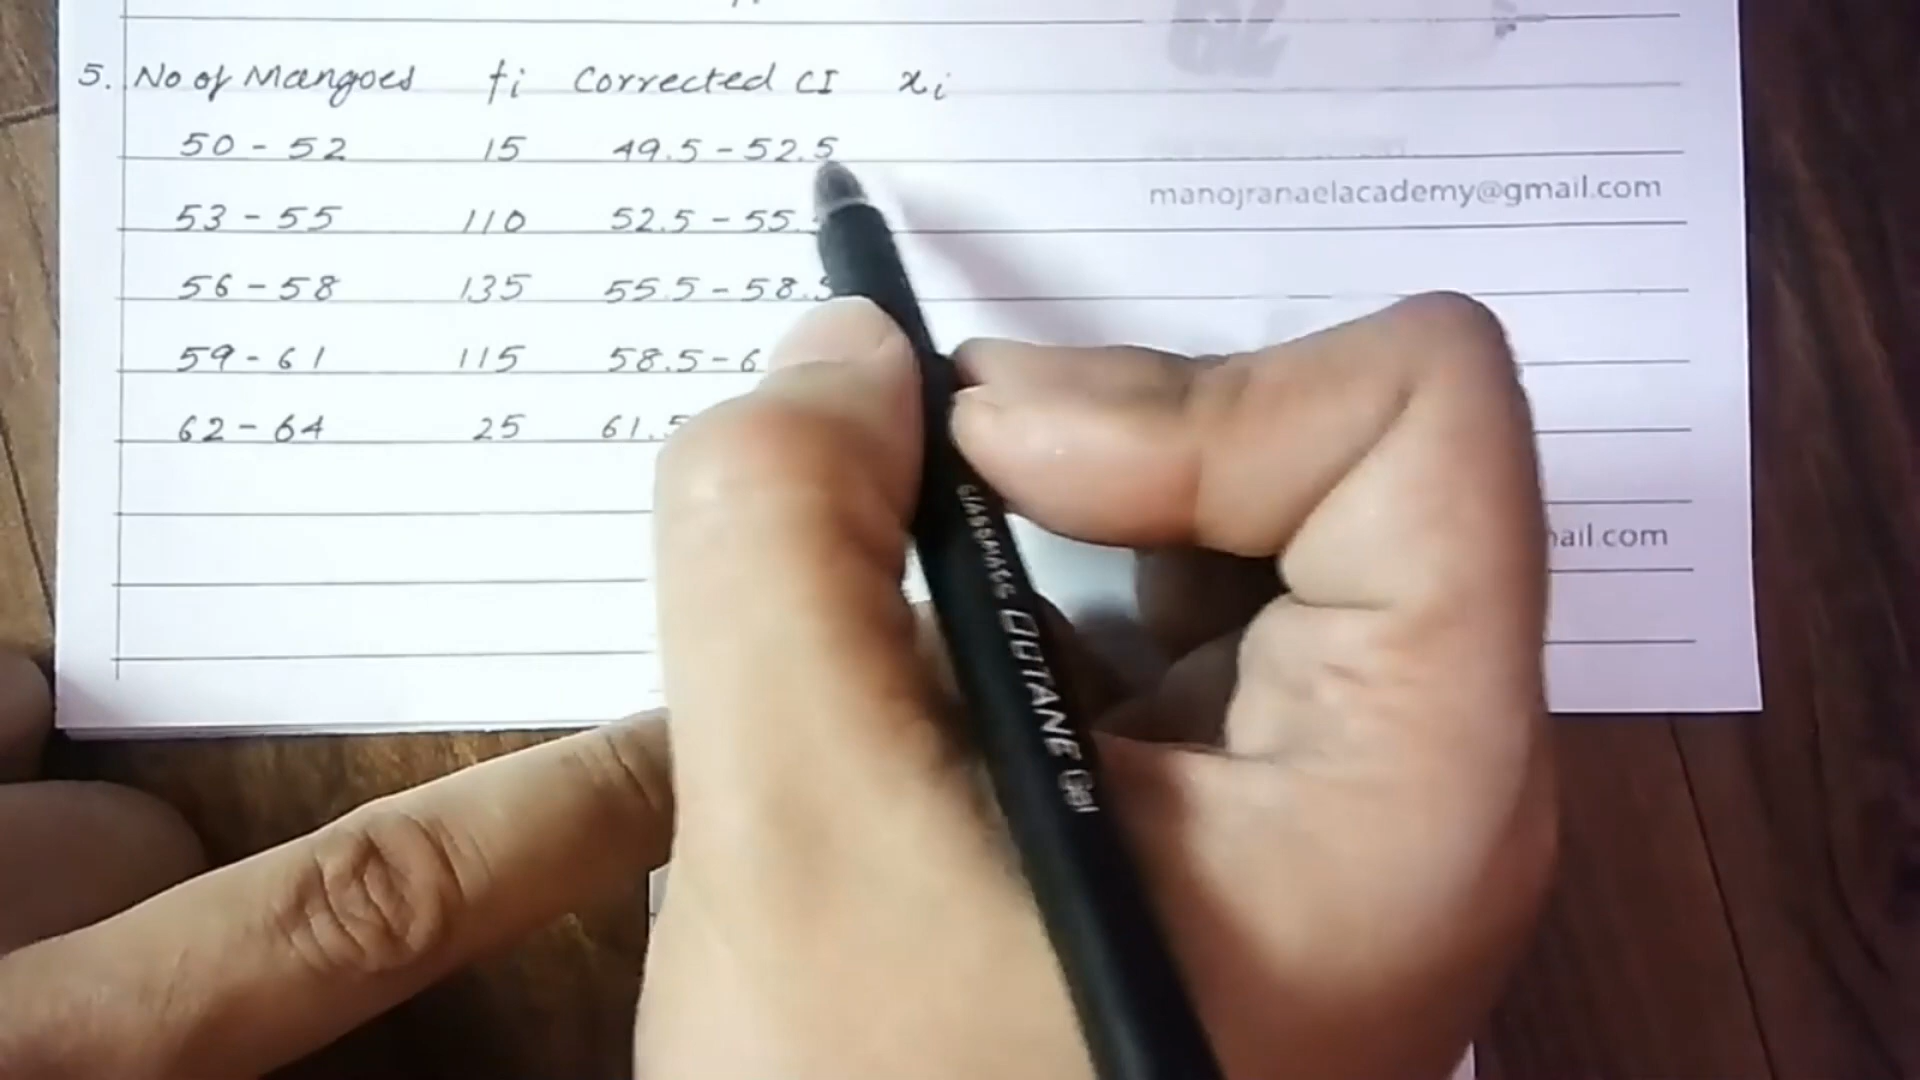 5. No of Mangoes fi Corrected CI xi
50 - 52 15 49.5 - 52.5
manojranaelacademy@gmail.com
53 - 55 110 52.5 - 55.
56 - 58 135 55.5 - 58.5
59 - 61 115 58.5 - 6
62 - 64 25 61.5
ail.com
OCTANE Gel